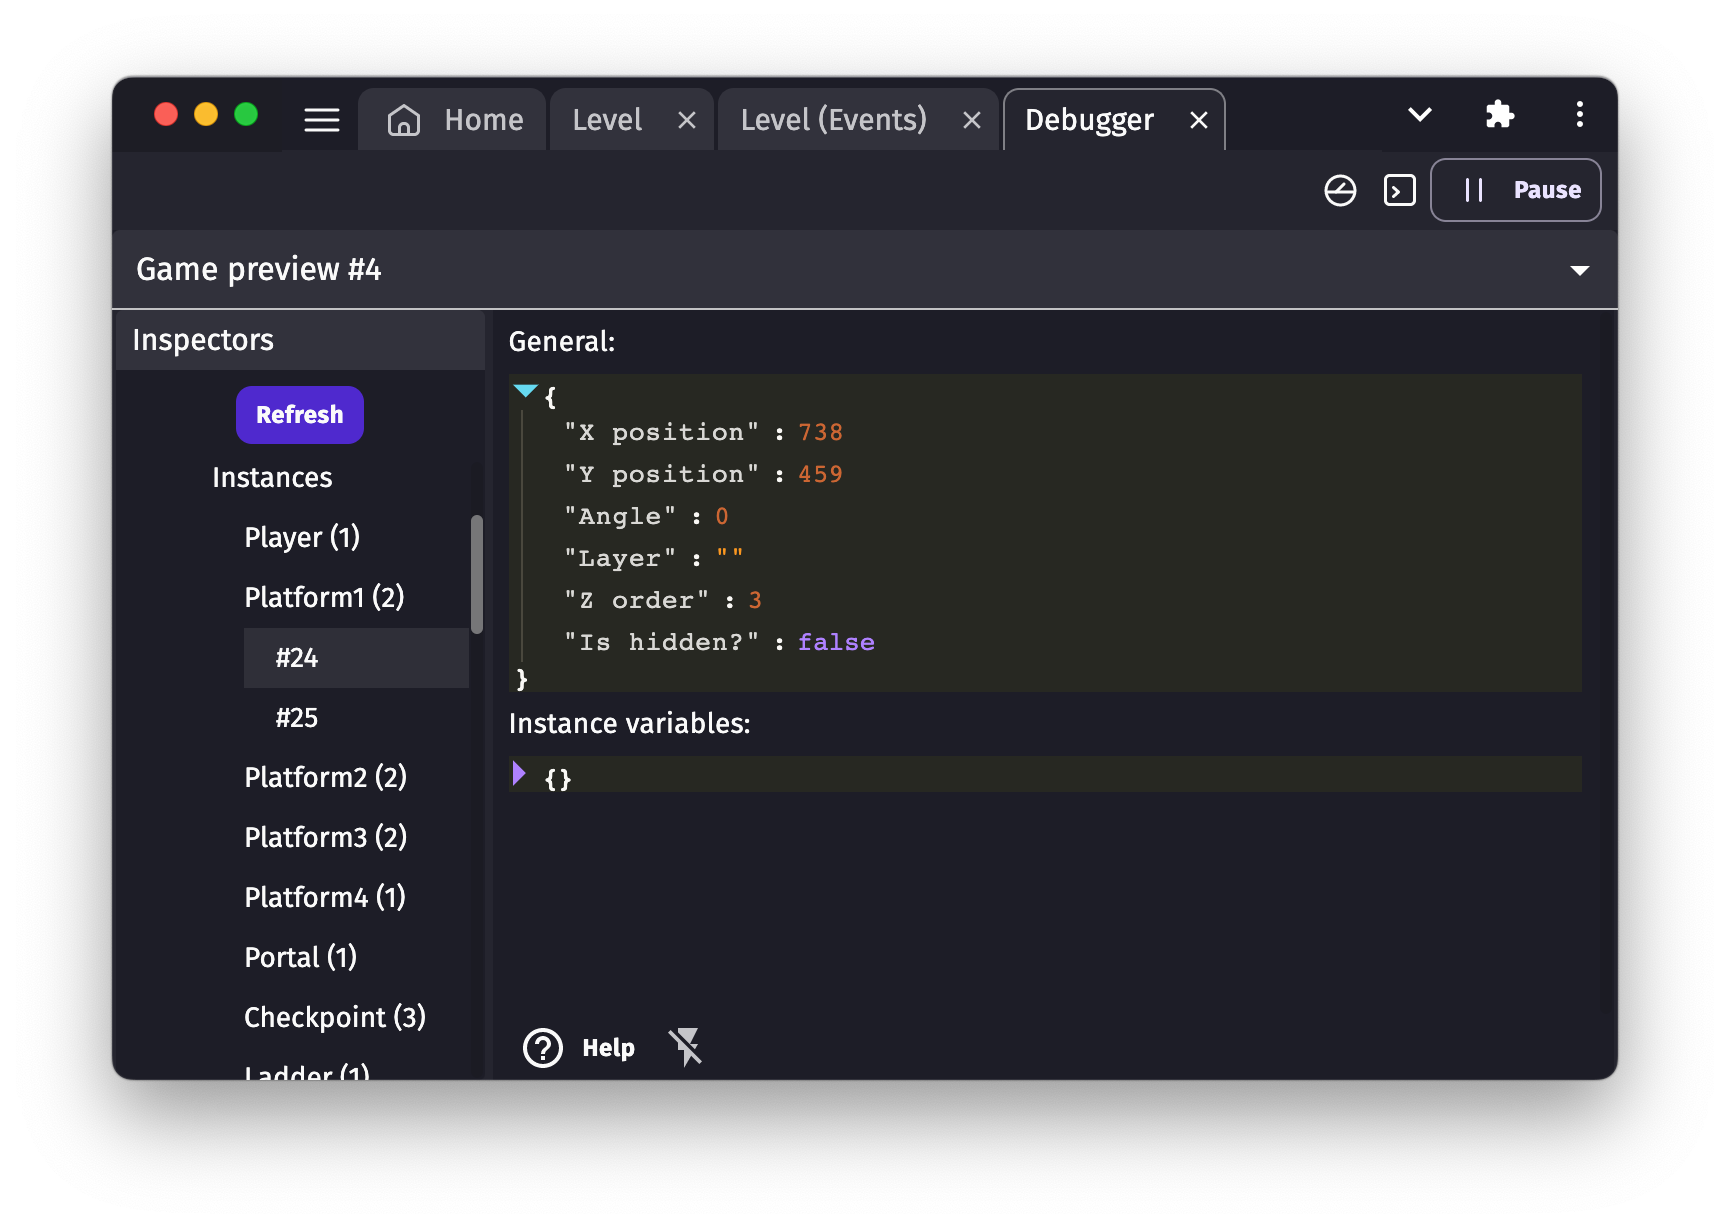 Home Level Level (Events) Debugger
Pause
Game preview #4
Inspectors
Refresh
Instances
Player (1)
Platform1 (2)
#24
#25
Platform2 (2)
Platform3 (2)
Platform4 (1)
Portal (1)
Checkpoint (3)
Ladder (1)
General:
{
"X position" : 738
"Y position" : 459
"Angle" : 0
"Layer" : ""
"Z order" : 3
"Is hidden?" : false
}
Instance variables:
{}
Help